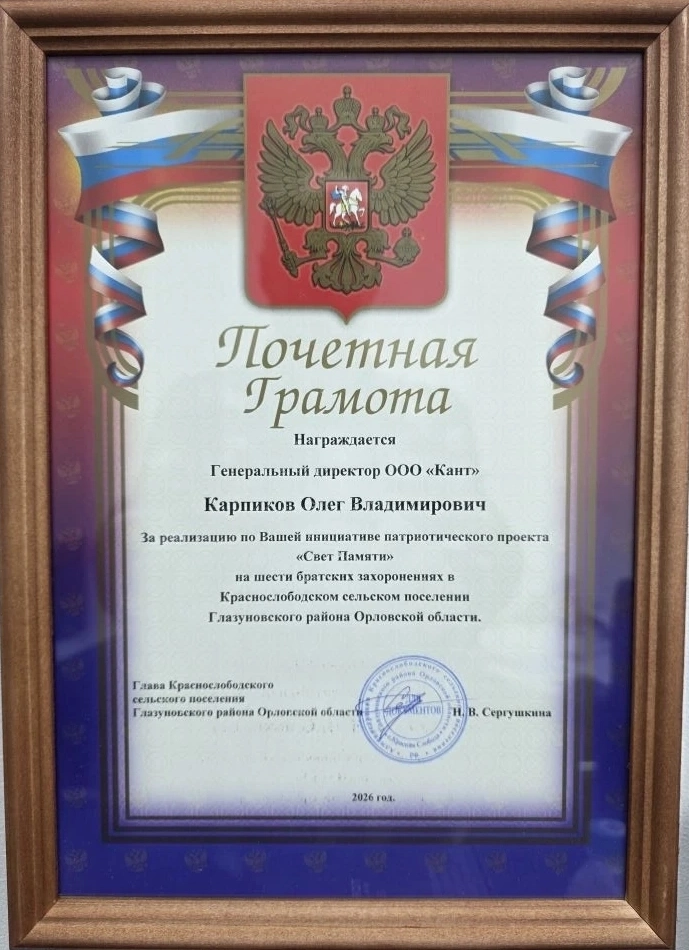 Почетная
Грамота
Награждается
Генеральный директор ООО «Кант»
Карпиков Олег Владимирович
За реализацию по Вашей инициативе патриотического проекта
«Свет Памяти»
на шести братских захоронениях в
Краснослободском сельском поселении
Глазуновского района Орловской области.
Глава Краснослободского
сельского поселения
Глазуновского района Орловской области
Н. В. Сергушкина
ДЛЯ
ДОКУМЕНТОВ
2026 год.